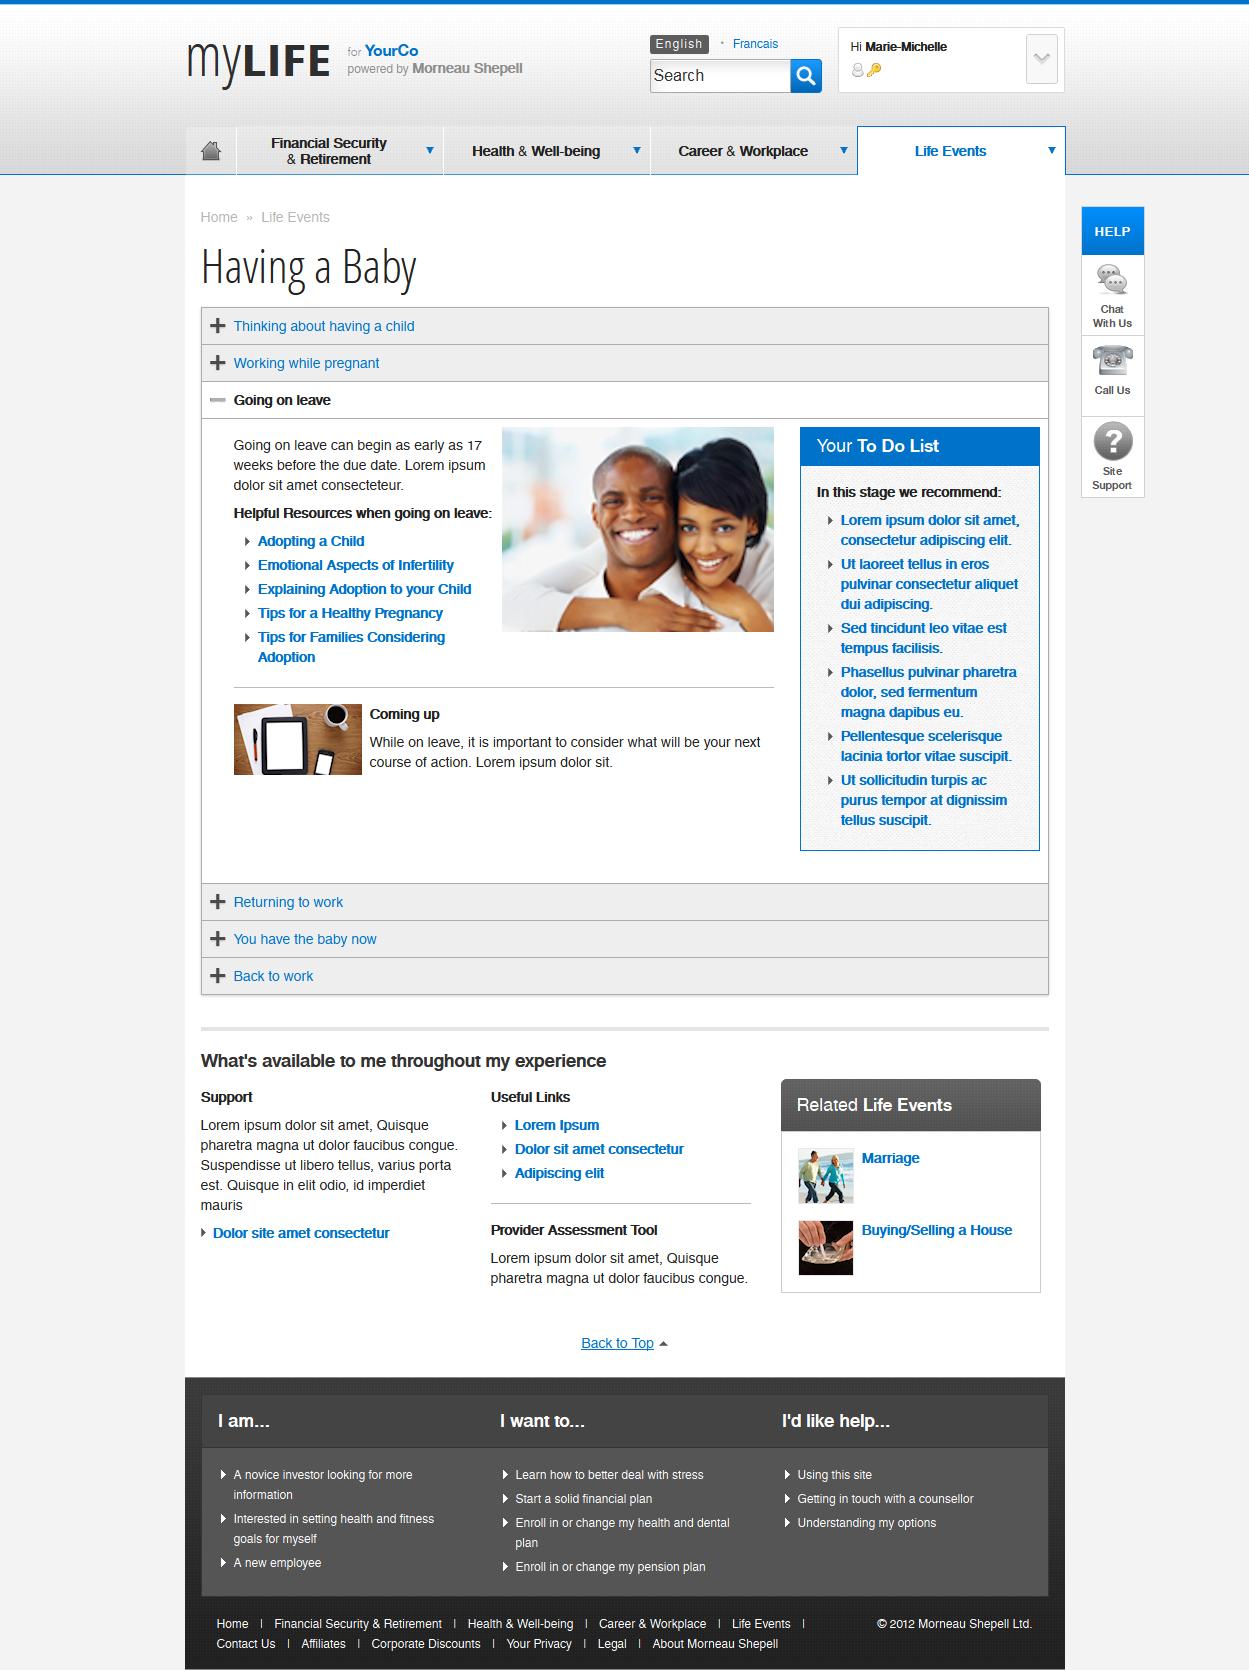 myLIFE
for YourCo
powered by Morneau Shepell
English · Francais
Search
Hi Marie-Michelle
Financial Security
& Retirement
Health & Well-being
Career & Workplace
Life Events
Home » Life Events
HELP
Chat
With Us
Call Us
?
Site
Support
Having a Baby
Thinking about having a child
Working while pregnant
Going on leave
Going on leave can begin as early as 17
weeks before the due date. Lorem ipsum
dolor sit amet consecteteur.
Helpful Resources when going on leave:
Adopting a Child
Emotional Aspects of Infertility
Explaining Adoption to your Child
Tips for a Healthy Pregnancy
Tips for Families Considering
Adoption
Coming up
While on leave, it is important to consider what will be your next
course of action. Lorem ipsum dolor sit.
Your To Do List
In this stage we recommend:
Lorem ipsum dolor sit amet,
consectetur adipiscing elit.
Ut laoreet tellus in eros
pulvinar consectetur aliquet
dui adipiscing.
Sed tincidunt leo vitae est
tempus facilisis.
Phasellus pulvinar pharetra
dolor, sed fermentum
magna dapibus eu.
Pellentesque scelerisque
lacinia tortor vitae suscipit.
Ut sollicitudin turpis ac
purus tempor at dignissim
tellus suscipit.
Returning to work
You have the baby now
Back to work
What's available to me throughout my experience
Support
Lorem ipsum dolor sit amet, Quisque
pharetra magna ut dolor faucibus congue.
Suspendisse ut libero tellus, varius porta
est. Quisque in elit odio, id imperdiet
mauris
Dolor site amet consectetur
Useful Links
Lorem Ipsum
Dolor sit amet consectetur
Adipiscing elit
Provider Assessment Tool
Lorem ipsum dolor sit amet, Quisque
pharetra magna ut dolor faucibus congue.
Related Life Events
Marriage
Buying/Selling a House
Back to Top
I am...
A novice investor looking for more
information
Interested in setting health and fitness
goals for myself
A new employee
I want to...
Learn how to better deal with stress
Start a solid financial plan
Enroll in or change my health and dental
plan
Enroll in or change my pension plan
I'd like help...
Using this site
Getting in touch with a counsellor
Understanding my options
Home | Financial Security & Retirement | Health & Well-being | Career & Workplace | Life Events |
Contact Us | Affiliates | Corporate Discounts | Your Privacy | Legal | About Morneau Shepell
© 2012 Morneau Shepell Ltd.